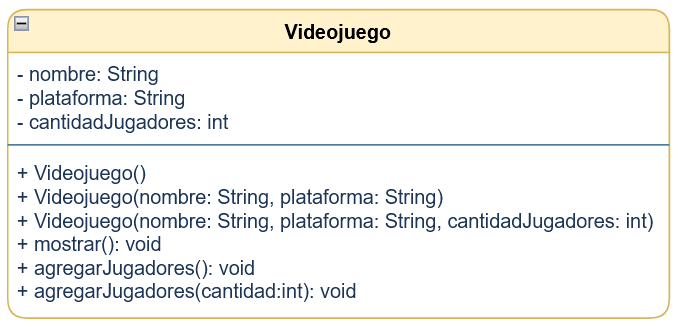 Videojuego
- nombre: String
- plataforma: String
- cantidadJugadores: int
+ Videojuego()
+ Videojuego(nombre: String, plataforma: String)
+ Videojuego(nombre: String, plataforma: String, cantidadJugadores: int)
+ mostrar(): void
+ agregarJugadores(): void
+ agregarJugadores(cantidad:int): void